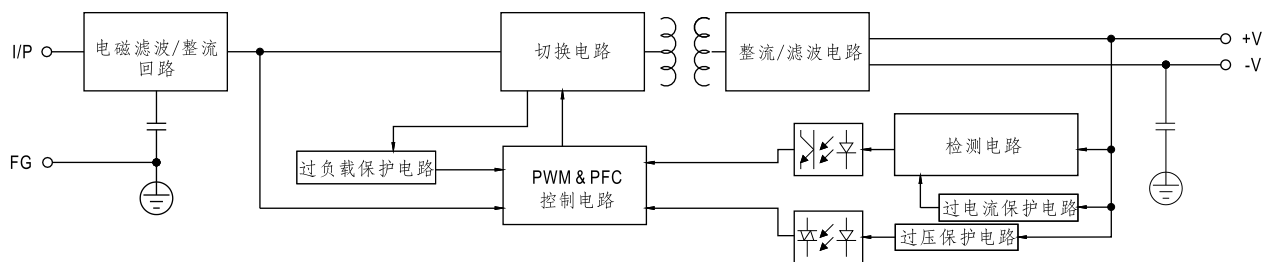 I/P
电磁滤波/整流
回路
切换电路
整流/滤波电路
+V
-V
FG
过负载保护电路
PWM & PFC
控制电路
检测电路
过电流保护电路
过压保护电路